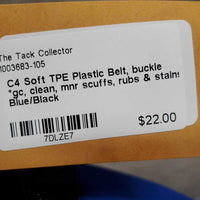 The Tack Collector
1003683-105
C4 Soft TPE Plastic Belt, buckle
*gc, clean, mnr scuffs, rubs & stains
Blue/Black
$22.00
7DLZE7